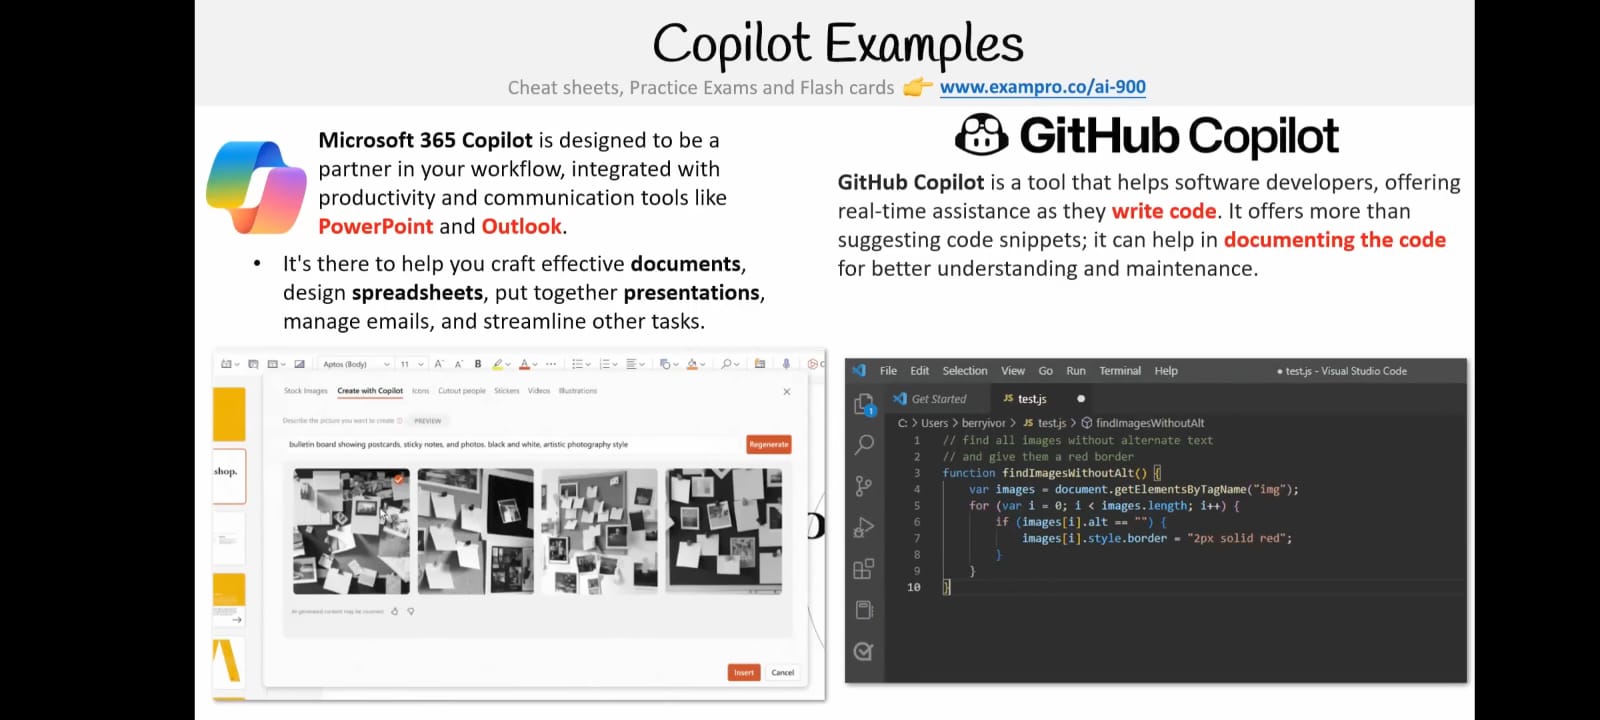 Copilot Examples
Cheat sheets, Practice Exams and Flash cards 👉 www.exampro.co/ai-900
Microsoft 365 Copilot is designed to be a
partner in your workflow, integrated with
productivity and communication tools like
PowerPoint and Outlook.
• It's there to help you craft effective documents,
design spreadsheets, put together presentations,
manage emails, and streamline other tasks.
GitHub Copilot
GitHub Copilot is a tool that helps software developers, offering
real-time assistance as they write code. It offers more than
suggesting code snippets; it can help in documenting the code
for better understanding and maintenance.
Aptos (Body) 11 A A B A
Stock Images Create with Copilot Icons Cutout people Stickers Videos Illustrations
Describe the picture you want to create PREVIEW
bulletin board showing postcards, sticky notes, and photos. black and white, artistic photography style
Regenerate
shop.
AI-generated content may be incorrect
Insert Cancel
File Edit Selection View Go Run Terminal Help ● test.js - Visual Studio Code
Get Started JS test.js ●
1
C: > Users > berryivor > JS test.js > findImagesWithoutAlt
1 // find all images without alternate text
2 // and give them a red border
3 function findImagesWithoutAlt() {
4 var images = document.getElementsByTagName("img");
5 for (var i = 0; i < images.length; i++) {
6 if (images[i].alt == "") {
7 images[i].style.border = "2px solid red";
8 }
9 }
10 }